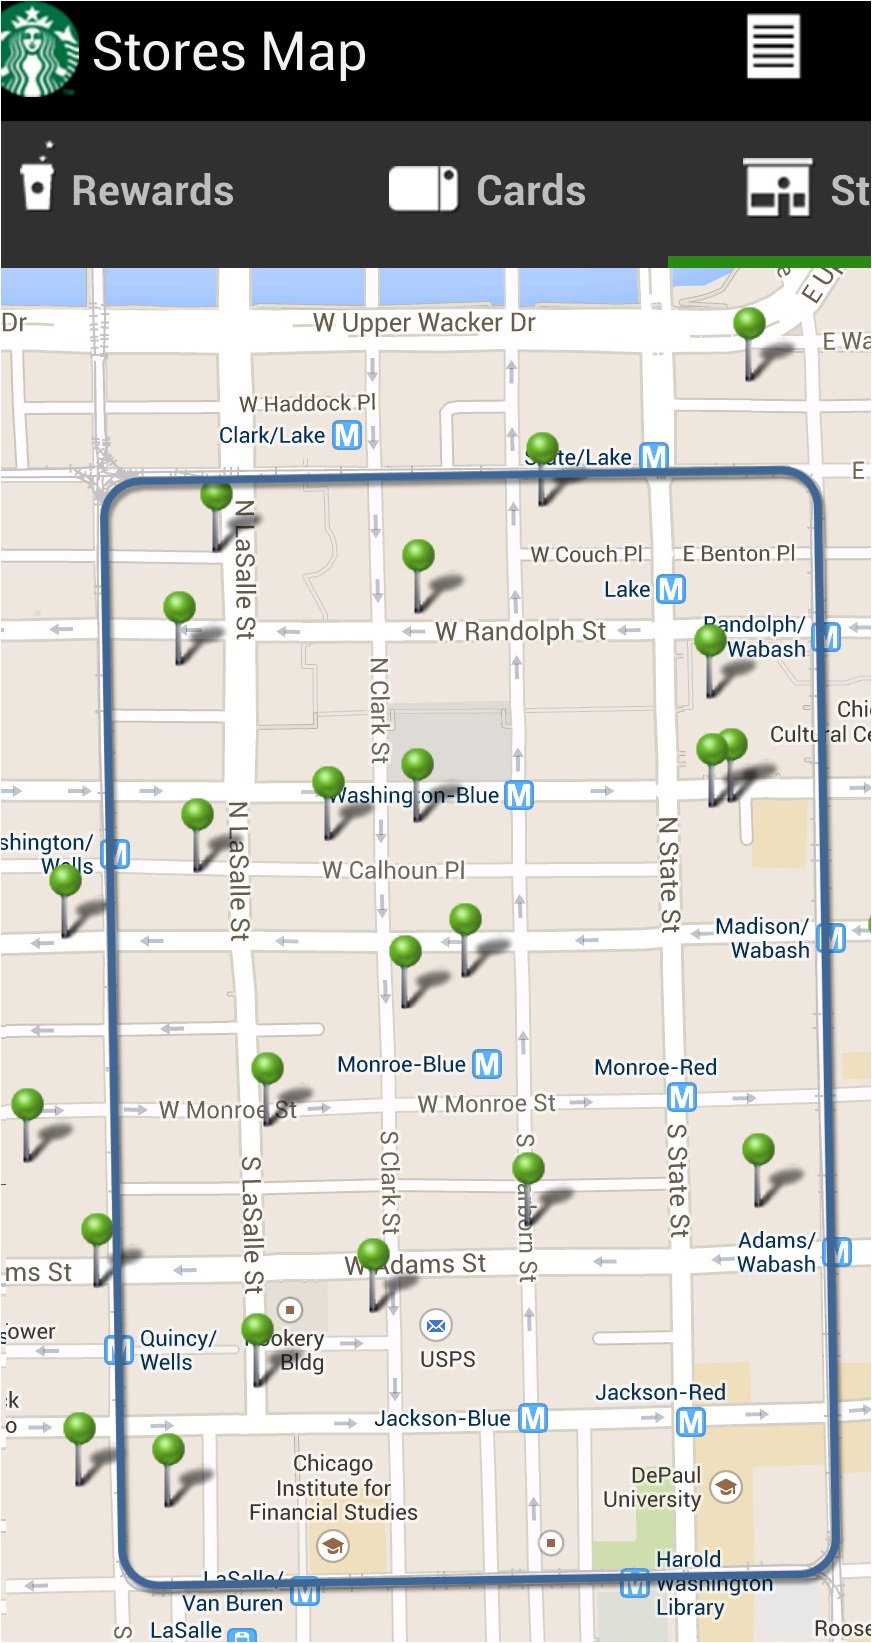 Stores Map
Rewards
Cards
St
Dr
W Upper Wacker Dr
E Wa
W Haddock Pl
Clark/Lake
M
State/Lake
M
E
N LaSalle St
W Couch Pl
E Benton Pl
Lake
M
W Randolph St
Randolph/
Wabash
M
N Clark St
Chi
Cultural Ce
Washington-Blue
M
N LaSalle St
N State St
shington/
Wells
M
W Calhoun Pl
Madison/
Wabash
M
Monroe-Blue
M
Monroe-Red
M
W Monroe St
W Monroe St
S Clark St
S LaSalle St
S State St
ms St
W Adams St
Adams/
Wabash
M
ower
Quincy/
Wells
M
Rookery
Bldg
USPS
k
o
Jackson-Blue
M
Jackson-Red
M
Chicago
Institute for
Financial Studies
DePaul
University
LaSalle/
Van Buren
M
Harold
Washington
Library
M
S
LaSalle
Roose